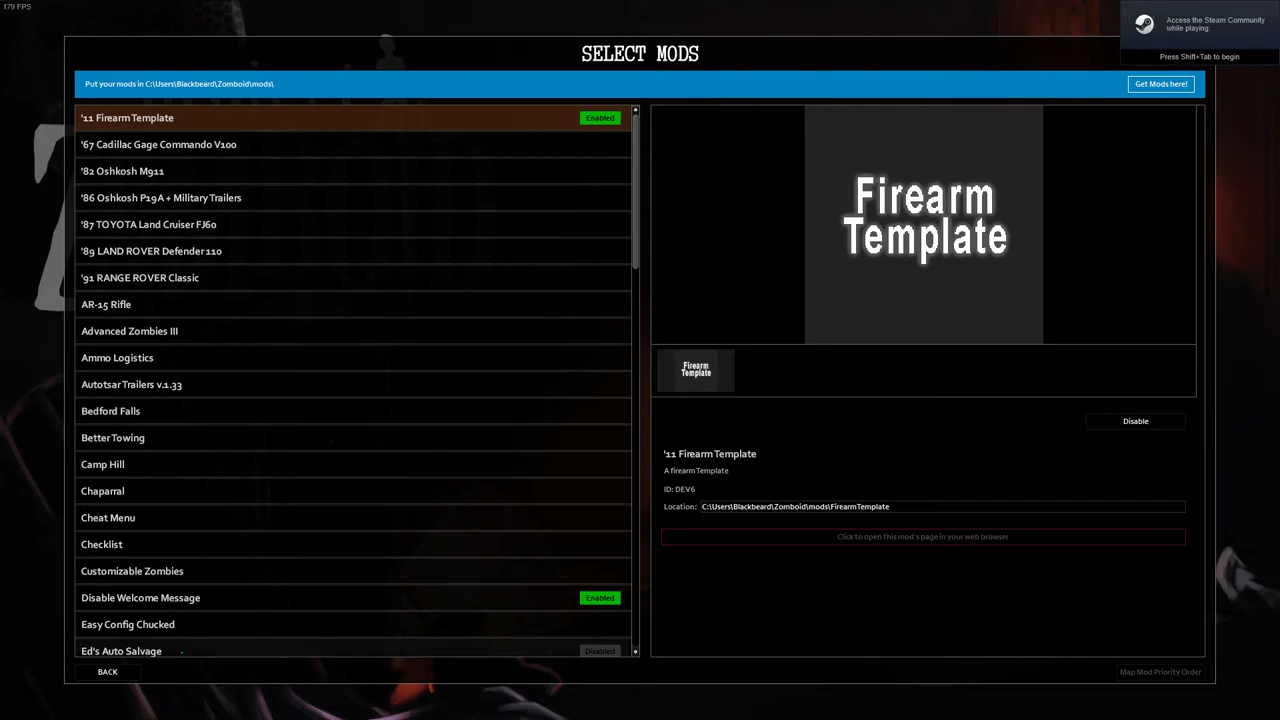 179 FPS
Access the Steam Community
while playing.
Press Shift+Tab to begin
SELECT MODS
Put your mods in C:\Users\Blackbeard\Zomboid\mods\
Get Mods here!
'11 Firearm Template
Enabled
'67 Cadillac Gage Commando V100
'82 Oshkosh M911
'86 Oshkosh P19A + Military Trailers
'87 TOYOTA Land Cruiser FJ60
'89 LAND ROVER Defender 110
'91 RANGE ROVER Classic
AR-15 Rifle
Advanced Zombies III
Ammo Logistics
Autotsar Trailers v.1.33
Bedford Falls
Better Towing
Camp Hill
Chaparral
Cheat Menu
Checklist
Customizable Zombies
Disable Welcome Message
Enabled
Easy Config Chucked
Ed's Auto Salvage
Disabled
BACK
Firearm
Template
Firearm
Template
Disable
'11 Firearm Template
A firearm Template
ID: DEV6
Location: C:\Users\Blackbeard\Zomboid\mods\FirearmTemplate
Click to open this mod's page in your web browser
Map Mod Priority Order